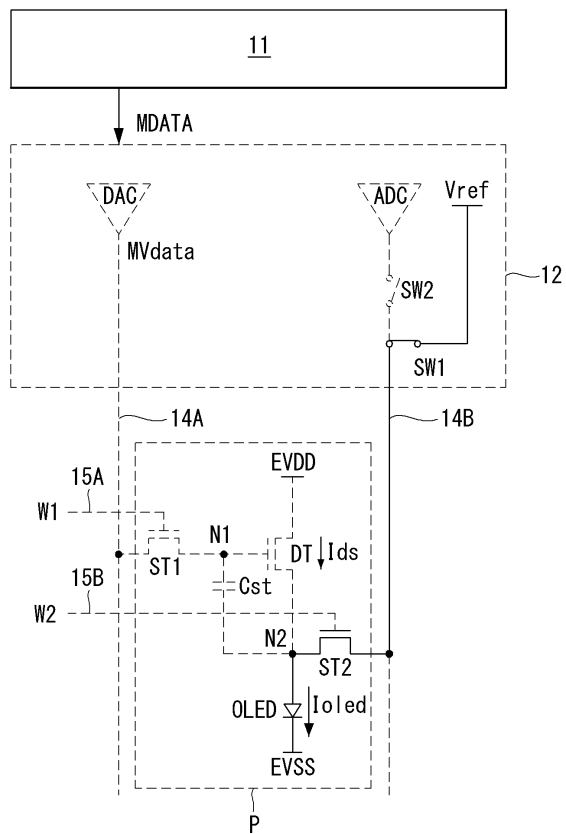 11
MDATA
DAC
ADC
Vref
MVdata
SW2
12
SW1
14A
14B
15A
EVDD
W1
N1
DT
Ids
ST1
15B
Cst
W2
N2
ST2
OLED
Ioled
EVSS
P